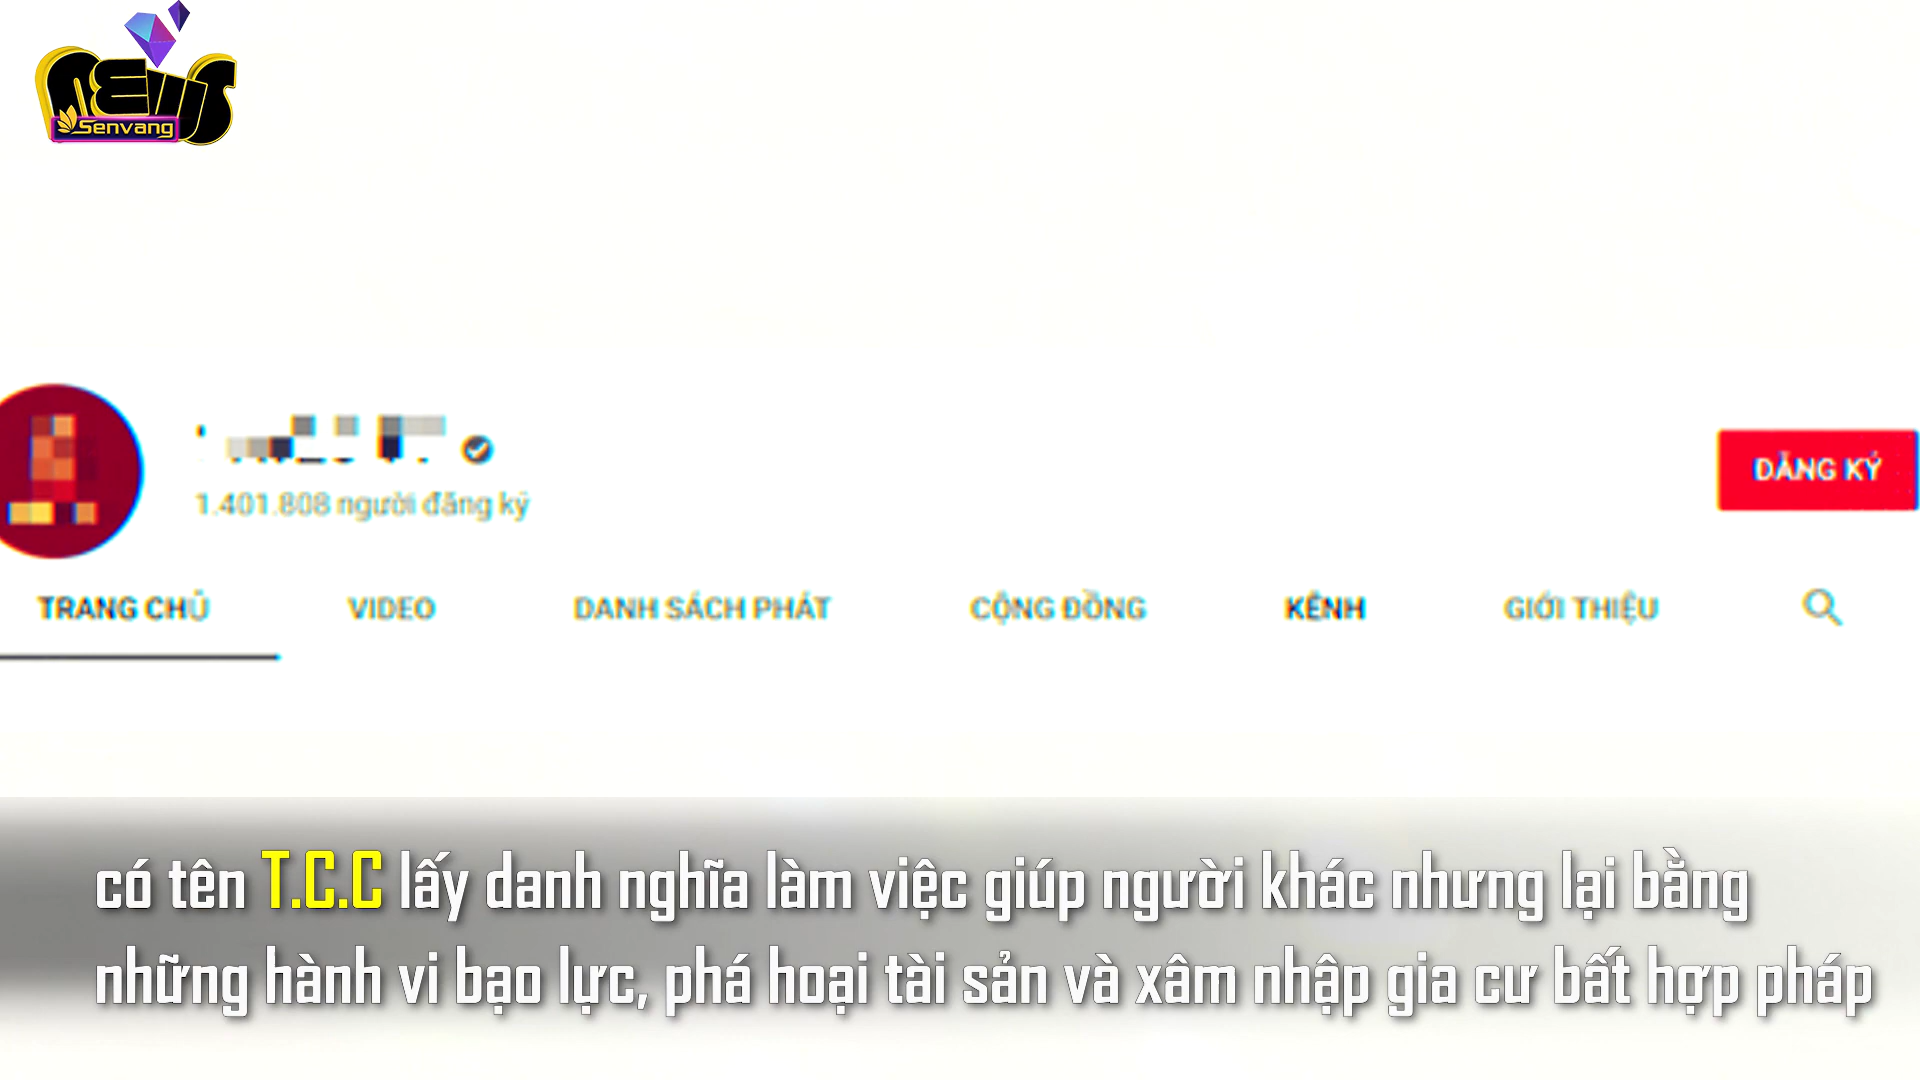 NEWS
Senvang
1.401.808 người đăng ký
ĐĂNG KÝ
TRANG CHỦ VIDEO DANH SÁCH PHÁT CỘNG ĐỒNG KÊNH GIỚI THIỆU
có tên T.C.C lấy danh nghĩa làm việc giúp người khác nhưng lại bằng
những hành vi bạo lực, phá hoại tài sản và xâm nhập gia cư bất hợp pháp